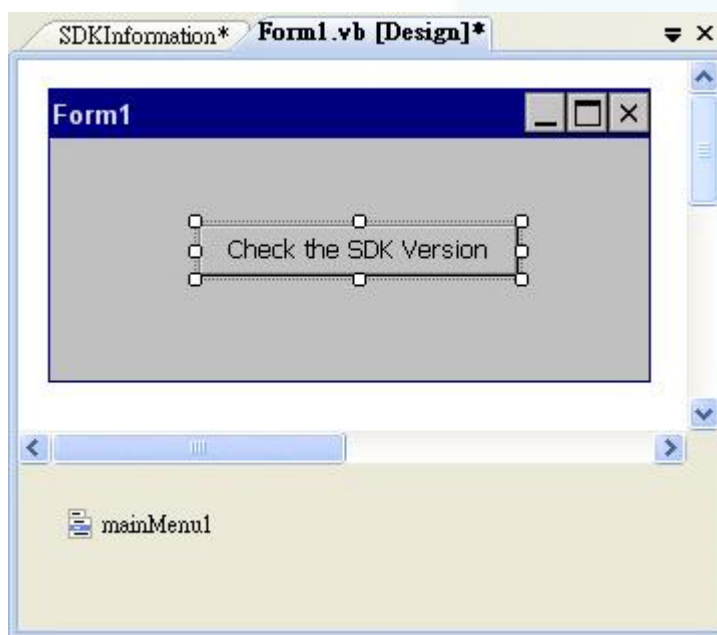 SDKInformation* Form1.vb [Design]*
Form1
Check the SDK Version
mainMenu1